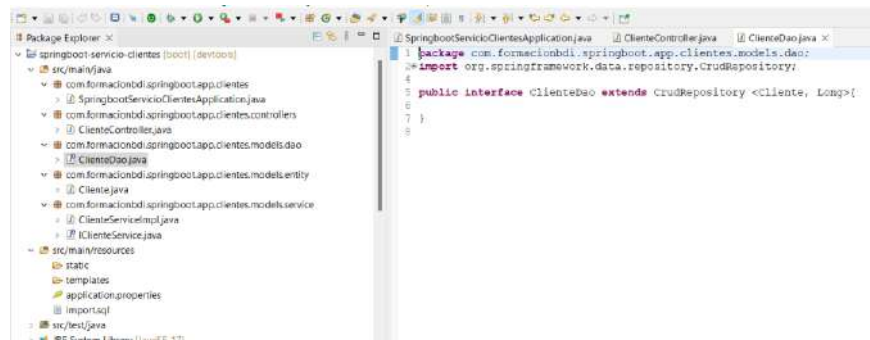 Package Explorer ×
springboot-servicio-clientes [boot] [devtools]
src/main/java
com.formacionbdi.springboot.app.clientes
SpringbootServicioClientesApplication.java
com.formacionbdi.springboot.app.clientes.controllers
ClienteController.java
com.formacionbdi.springboot.app.clientes.models.dao
ClienteDao.java
com.formacionbdi.springboot.app.clientes.models.entity
Cliente.java
com.formacionbdi.springboot.app.clientes.models.service
ClienteServiceImpl.java
IClienteService.java
src/main/resources
static
templates
application.properties
import.sql
src/test/java
JRE System Library [JavaSE-17]
SpringbootServicioClientesApplication.java ClienteController.java ClienteDao.java ×
1 package com.formacionbdi.springboot.app.clientes.models.dao;
2 import org.springframework.data.repository.CrudRepository;
4
5 public interface ClienteDao extends CrudRepository <Cliente, Long>{
6
7 }
8